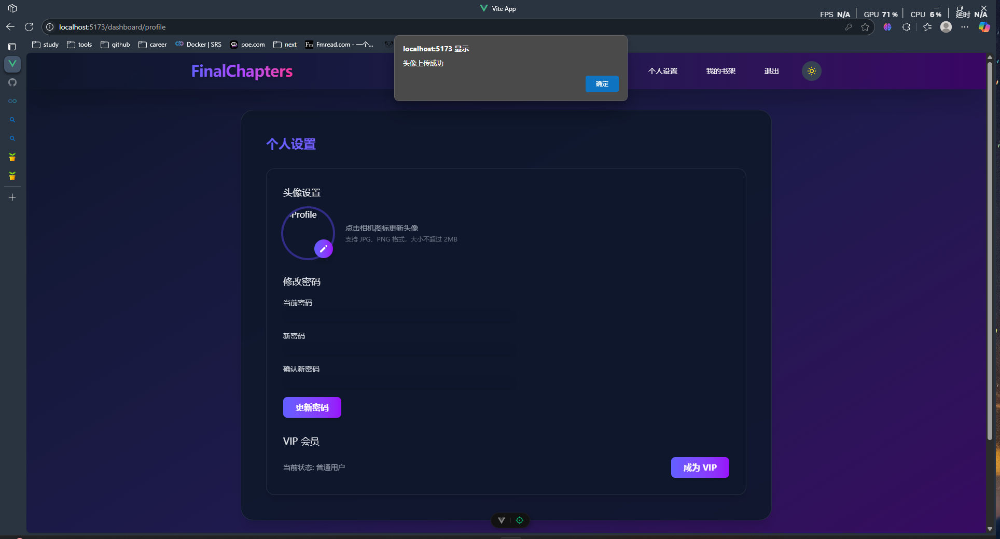 Vite App
FPS N/A GPU 71 % CPU 6 % 延时 N/A
localhost:5173/dashboard/profile
study tools github career Docker | SRS poe.com next Fmread.com - 一个...
localhost:5173 显示
头像上传成功
确定
FinalChapters
个人设置 我的书架 退出
个人设置
头像设置
Profile
点击相机图标更新头像
支持 JPG、PNG 格式，大小不超过 2MB
修改密码
当前密码
新密码
确认新密码
更新密码
VIP 会员
当前状态: 普通用户
成为 VIP